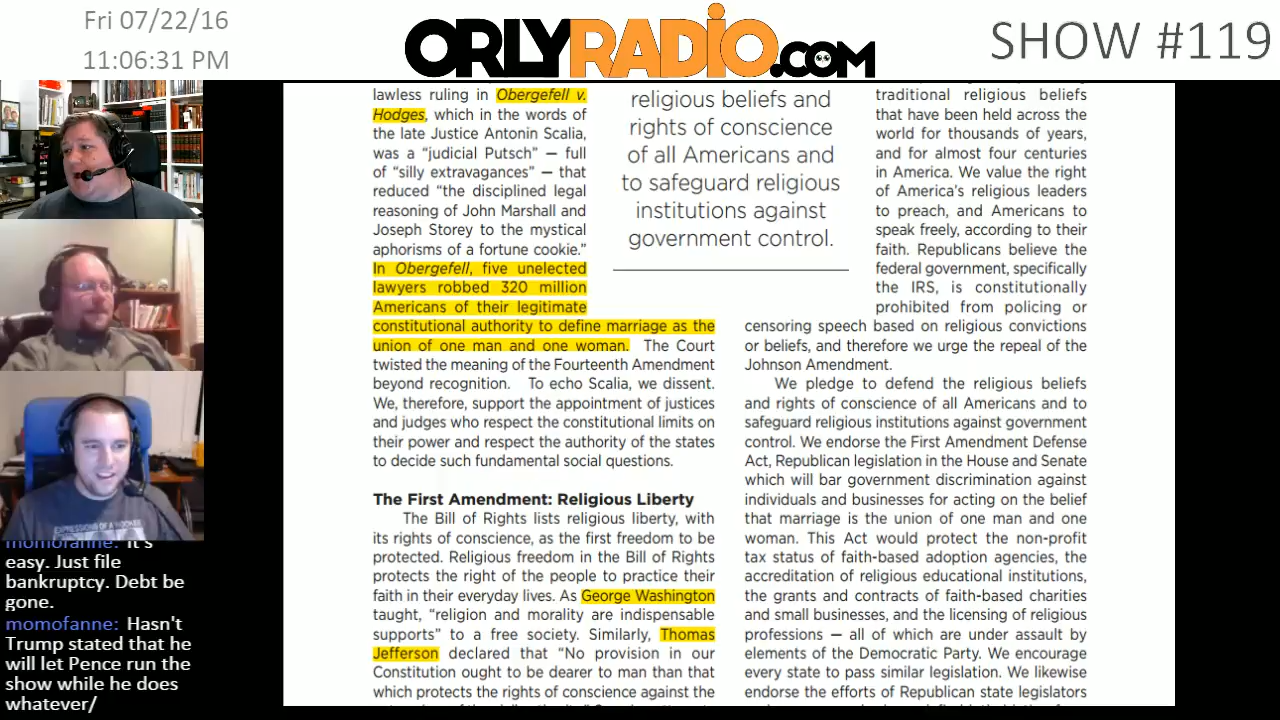 Fri 07/22/16
11:06:31 PM
ORLYRADiO.COM
SHOW #119
lawless ruling in Obergefell v.
Hodges, which in the words of
the late Justice Antonin Scalia,
was a “judicial Putsch” — full
of “silly extravagances” — that
reduced “the disciplined legal
reasoning of John Marshall and
Joseph Storey to the mystical
aphorisms of a fortune cookie.”
In Obergefell, five unelected
lawyers robbed 320 million
Americans of their legitimate
constitutional authority to define marriage as the
union of one man and one woman. The Court
twisted the meaning of the Fourteenth Amendment
beyond recognition. To echo Scalia, we dissent.
We, therefore, support the appointment of justices
and judges who respect the constitutional limits on
their power and respect the authority of the states
to decide such fundamental social questions.
The First Amendment: Religious Liberty
The Bill of Rights lists religious liberty, with
its rights of conscience, as the first freedom to be
protected. Religious freedom in the Bill of Rights
protects the right of the people to practice their
faith in their everyday lives. As George Washington
taught, “religion and morality are indispensable
supports” to a free society. Similarly, Thomas
Jefferson declared that “No provision in our
Constitution ought to be dearer to man than that
which protects the rights of conscience against the
religious beliefs and
rights of conscience
of all Americans and
to safeguard religious
institutions against
government control.
traditional religious beliefs
that have been held across the
world for thousands of years,
and for almost four centuries
in America. We value the right
of America’s religious leaders
to preach, and Americans to
speak freely, according to their
faith. Republicans believe the
federal government, specifically
the IRS, is constitutionally
prohibited from policing or
censoring speech based on religious convictions
or beliefs, and therefore we urge the repeal of the
Johnson Amendment.
We pledge to defend the religious beliefs
and rights of conscience of all Americans and to
safeguard religious institutions against government
control. We endorse the First Amendment Defense
Act, Republican legislation in the House and Senate
which will bar government discrimination against
individuals and businesses for acting on the belief
that marriage is the union of one man and one
woman. This Act would protect the non-profit
tax status of faith-based adoption agencies, the
accreditation of religious educational institutions,
the grants and contracts of faith-based charities
and small businesses, and the licensing of religious
professions — all of which are under assault by
elements of the Democratic Party. We encourage
every state to pass similar legislation. We likewise
endorse the efforts of Republican state legislators
EXPRESSIONS OF A
momofanne: It's
easy. Just file
bankruptcy. Debt be
gone.
momofanne: Hasn't
Trump stated that he
will let Pence run the
show while he does
whatever/